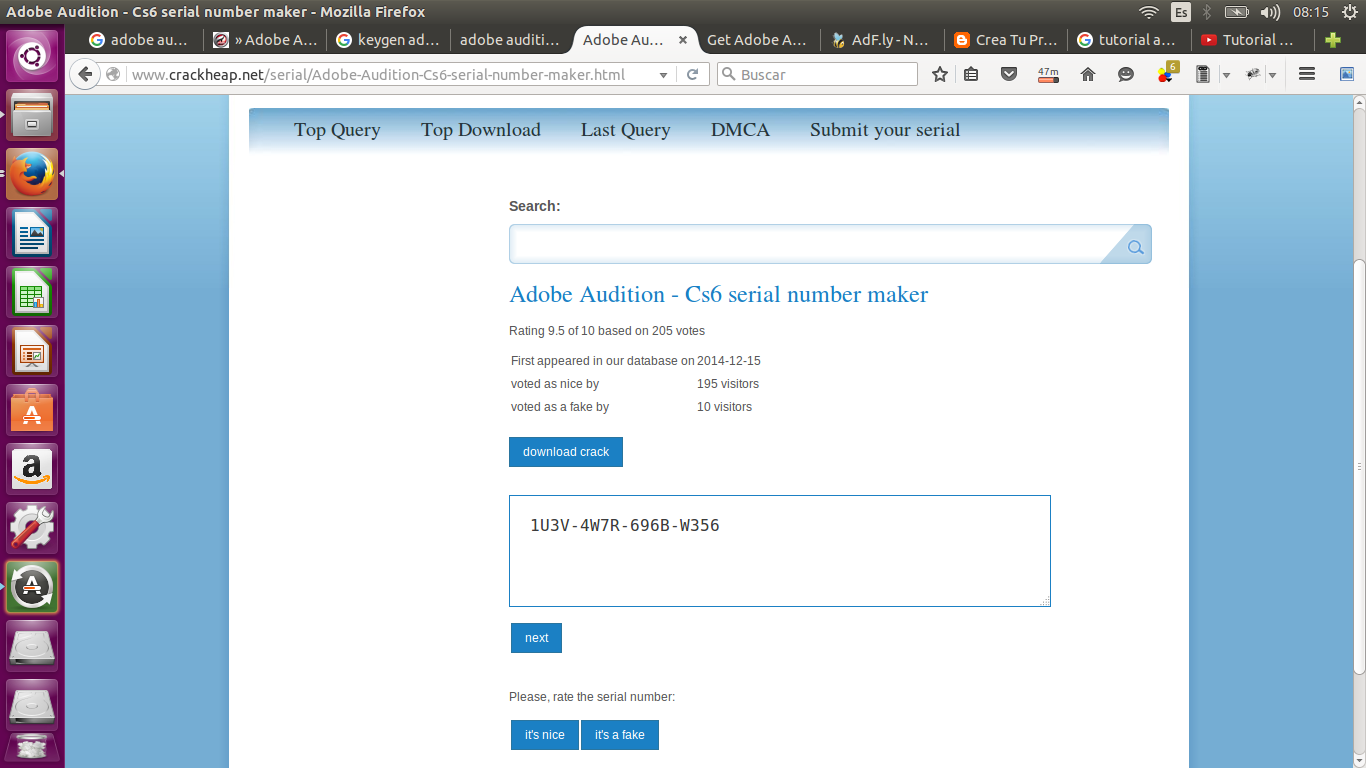 Adobe Audition - Cs6 serial number maker - Mozilla Firefox
Es
08:15
adobe au...
» Adobe A...
keygen ad...
adobe auditi...
Adobe Au...
Get Adobe A...
AdF.ly - N...
Crea Tu Pr...
tutorial a...
Tutorial ...
www.crackheap.net/serial/Adobe-Audition-Cs6-serial-number-maker.html
Buscar
47m
6
Top Query
Top Download
Last Query
DMCA
Submit your serial
Search:
Adobe Audition - Cs6 serial number maker
Rating 9.5 of 10 based on 205 votes
First appeared in our database on 2014-12-15
voted as nice by 195 visitors
voted as a fake by 10 visitors
download crack
1U3V-4W7R-696B-W356
next
Please, rate the serial number:
it's nice
it's a fake